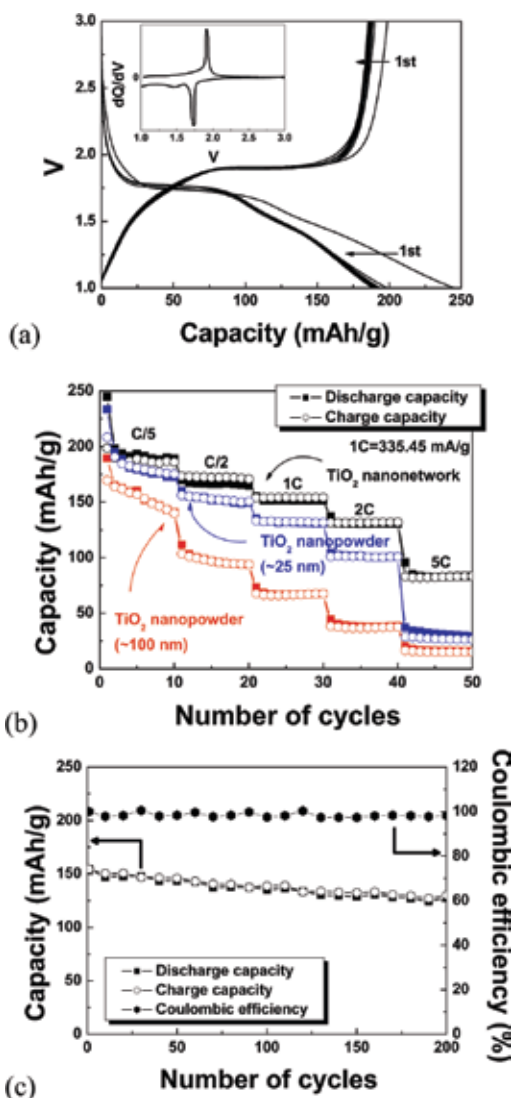 3.0
2.5
2.0
1.5
1.0
V
dQ/dV
0
1.0 2.0 3.0
V
1st
1st
0 50 100 150 200 250
Capacity (mAh/g)
(a)
250
200
150
100
50
0
Capacity (mAh/g)
Discharge capacity
Charge capacity
1C=335.45 mA/g
C/5
C/2
1C
2C
5C
TiO2 nanonetwork
TiO2 nanopowder
(~25 nm)
TiO2 nanopowder
(~100 nm)
0 10 20 30 40 50
Number of cycles
(b)
250
200
150
100
50
0
Capacity (mAh/g)
120
100
80
60
40
20
0
Coulombic efficiency (%)
Discharge capacity
Charge capacity
Coulombic efficiency
0 50 100 150 200
Number of cycles
(c)